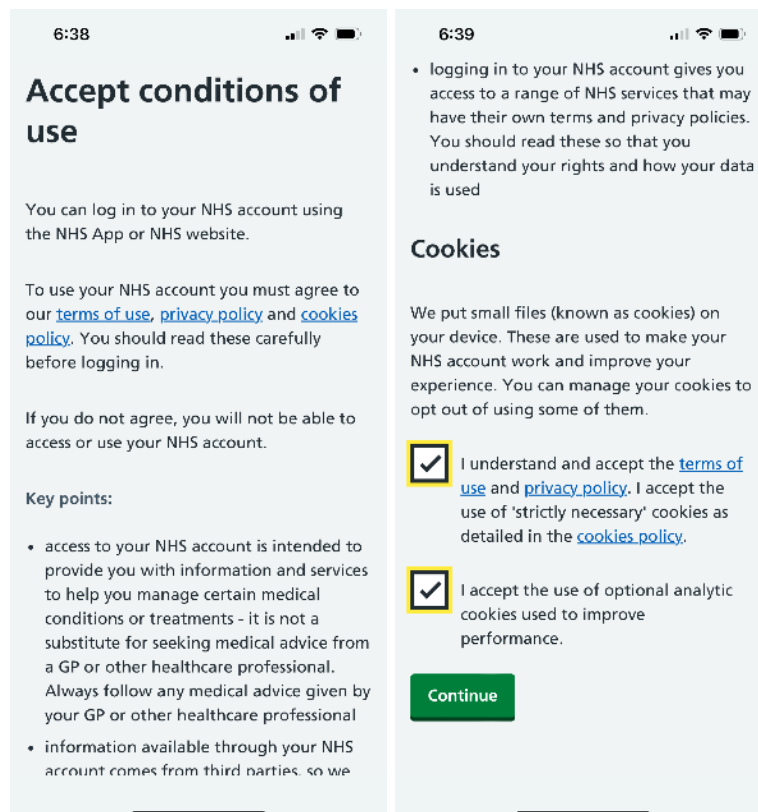 6:38
Accept conditions of
use
You can log in to your NHS account using
the NHS App or NHS website.
To use your NHS account you must agree to
our terms of use, privacy policy and cookies
policy. You should read these carefully
before logging in.
If you do not agree, you will not be able to
access or use your NHS account.
Key points:
• access to your NHS account is intended to
provide you with information and services
to help you manage certain medical
conditions or treatments - it is not a
substitute for seeking medical advice from
a GP or other healthcare professional.
Always follow any medical advice given by
your GP or other healthcare professional
• information available through your NHS
account comes from third parties, so we
6:39
• logging in to your NHS account gives you
access to a range of NHS services that may
have their own terms and privacy policies.
You should read these so that you
understand your rights and how your data
is used
Cookies
We put small files (known as cookies) on
your device. These are used to make your
NHS account work and improve your
experience. You can manage your cookies to
opt out of using some of them.
I understand and accept the terms of
use and privacy policy. I accept the
use of 'strictly necessary' cookies as
detailed in the cookies policy.
I accept the use of optional analytic
cookies used to improve
performance.
Continue